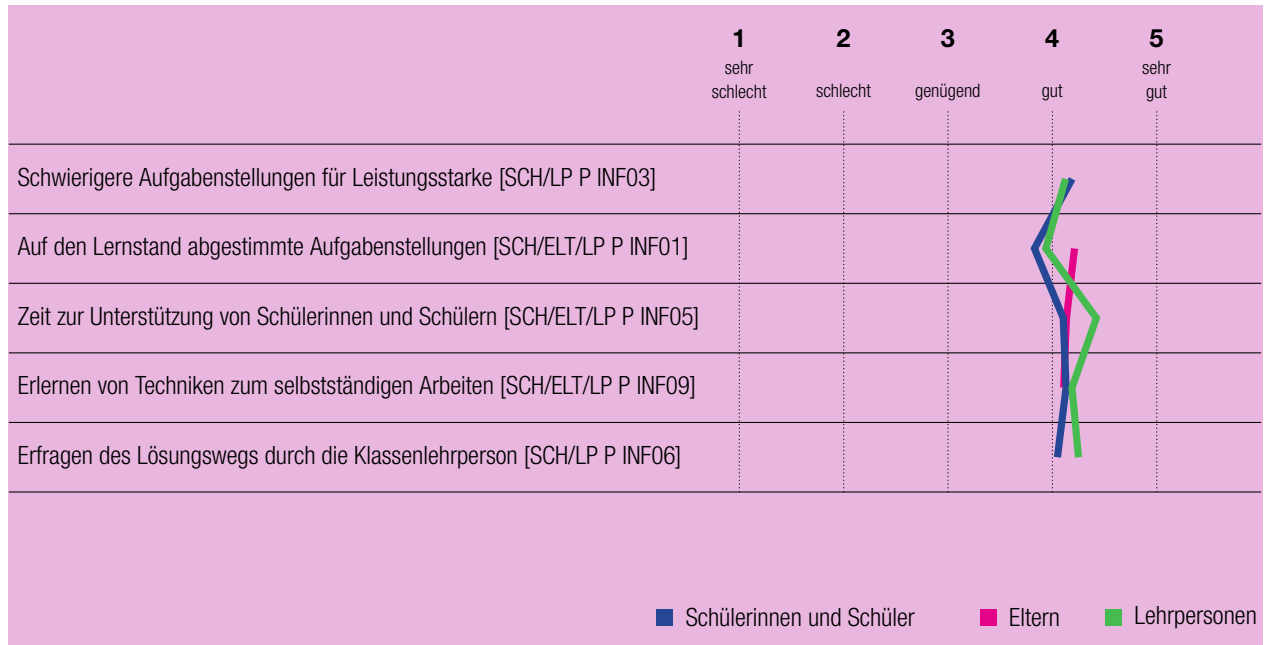 1 2 3 4 5
sehr schlecht schlecht genügend gut sehr gut
Schwierigere Aufgabenstellungen für Leistungsstarke [SCH/LP P INF03]
Auf den Lernstand abgestimmte Aufgabenstellungen [SCH/ELT/LP P INF01]
Zeit zur Unterstützung von Schülerinnen und Schülern [SCH/ELT/LP P INF05]
Erlernen von Techniken zum selbstständigen Arbeiten [SCH/ELT/LP P INF09]
Erfragen des Lösungswegs durch die Klassenlehrperson [SCH/LP P INF06]
Schülerinnen und Schüler Eltern Lehrpersonen